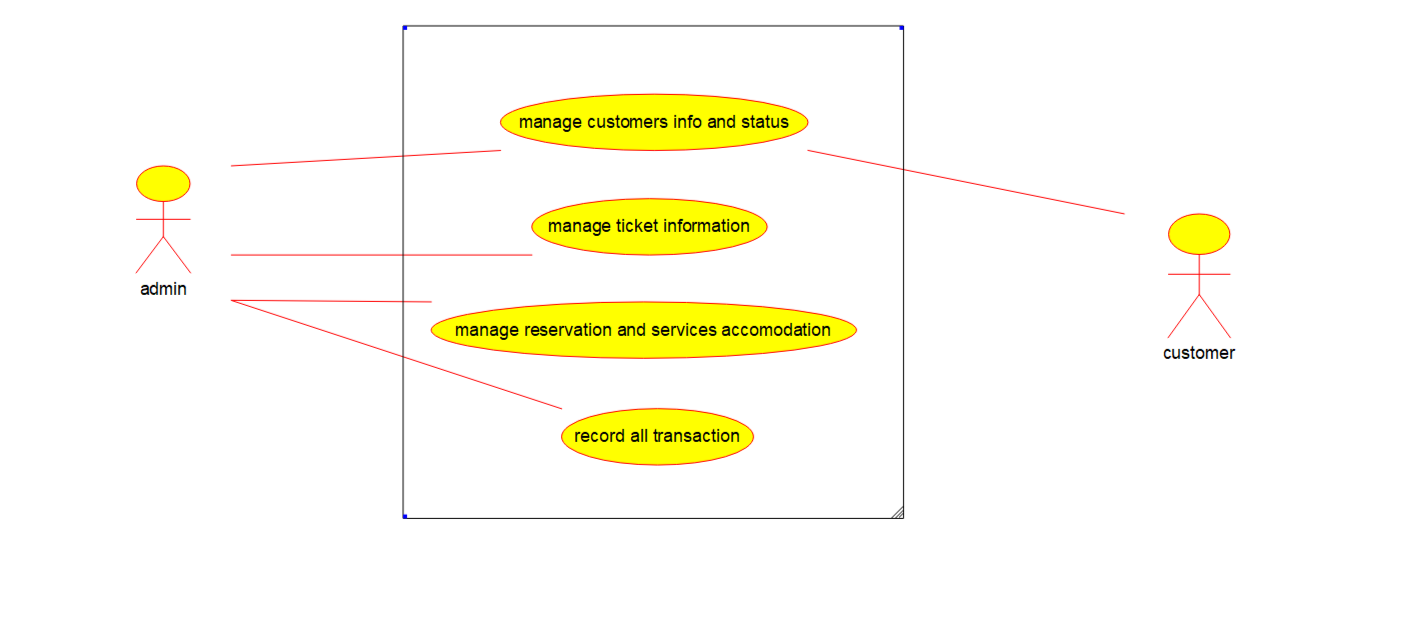 manage customers info and status
manage ticket information
admin
manage reservation and services accomodation
customer
record all transaction